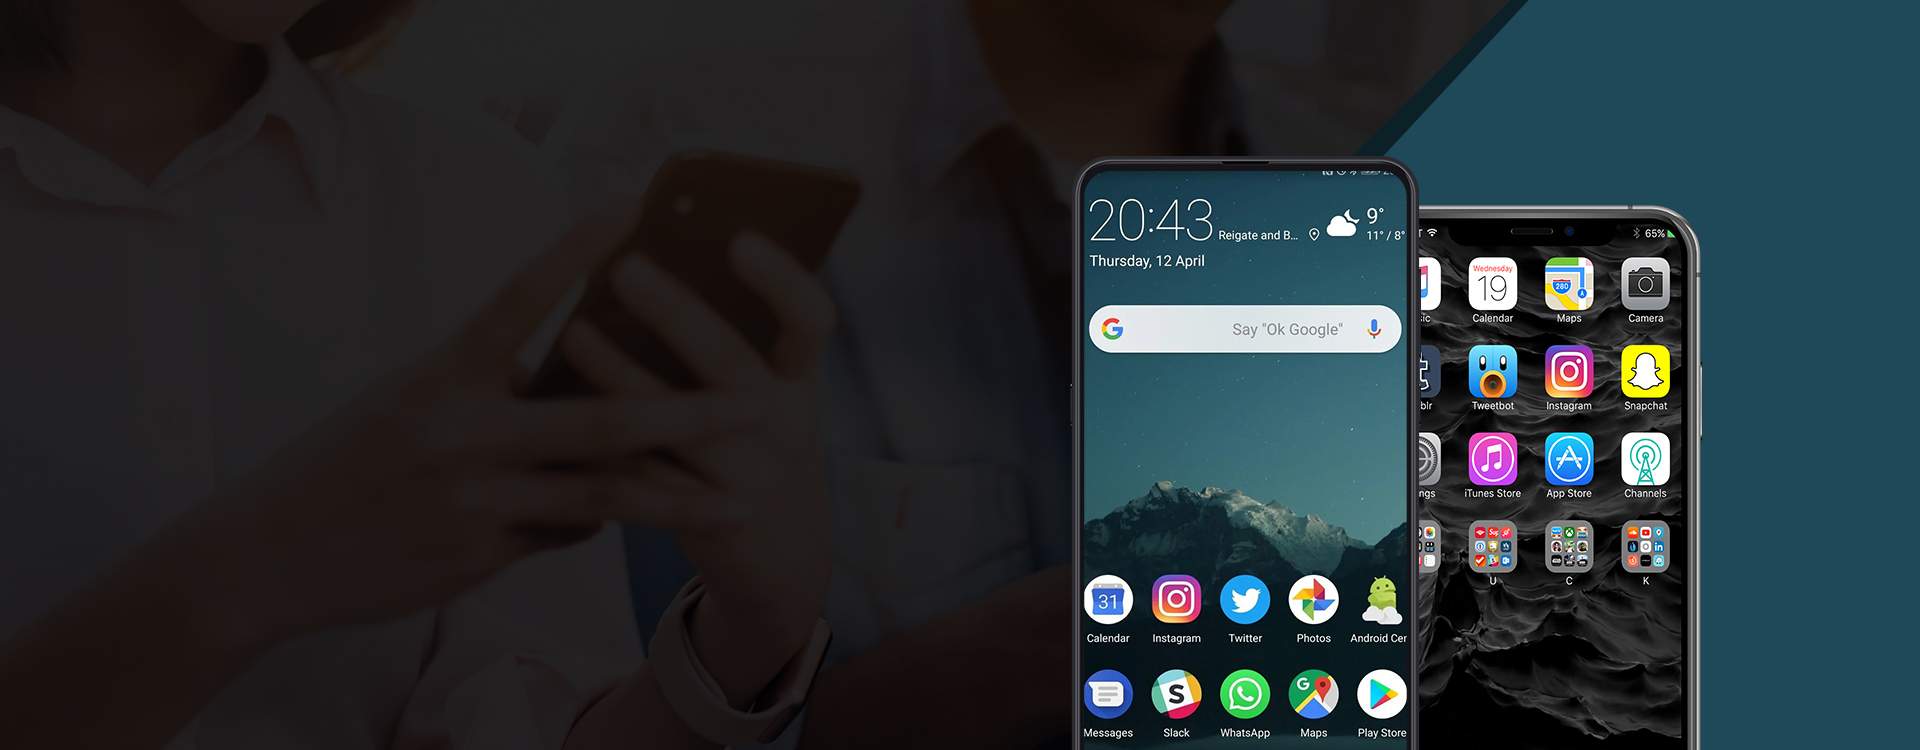 20:43
Reigate and B...
9°
11° / 8°
Thursday, 12 April
G
Say "Ok Google"
31
Calendar
Instagram
Twitter
Photos
Android Cer
S
G
Messages
Slack
WhatsApp
Maps
Play Store
65%
Wednesday
19
280
sic
Calendar
Maps
Camera
blr
Tweetbot
Instagram
Snapchat
ngs
iTunes Store
App Store
Channels
Sup
in
U
C
K